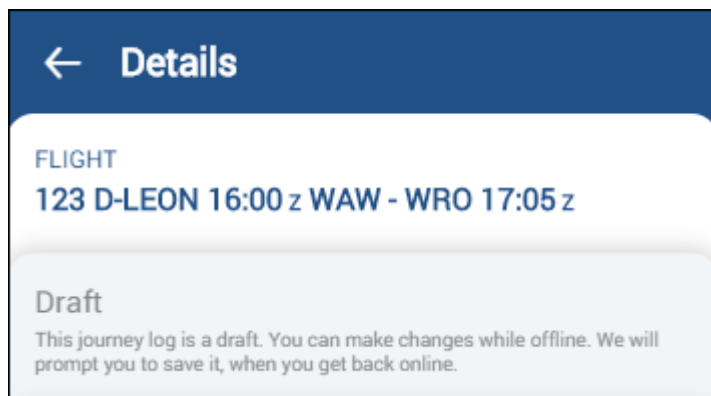 Details
FLIGHT
123 D-LEON 16:00 z WAW - WRO 17:05 z
Draft
This journey log is a draft. You can make changes while offline. We will
prompt you to save it, when you get back online.